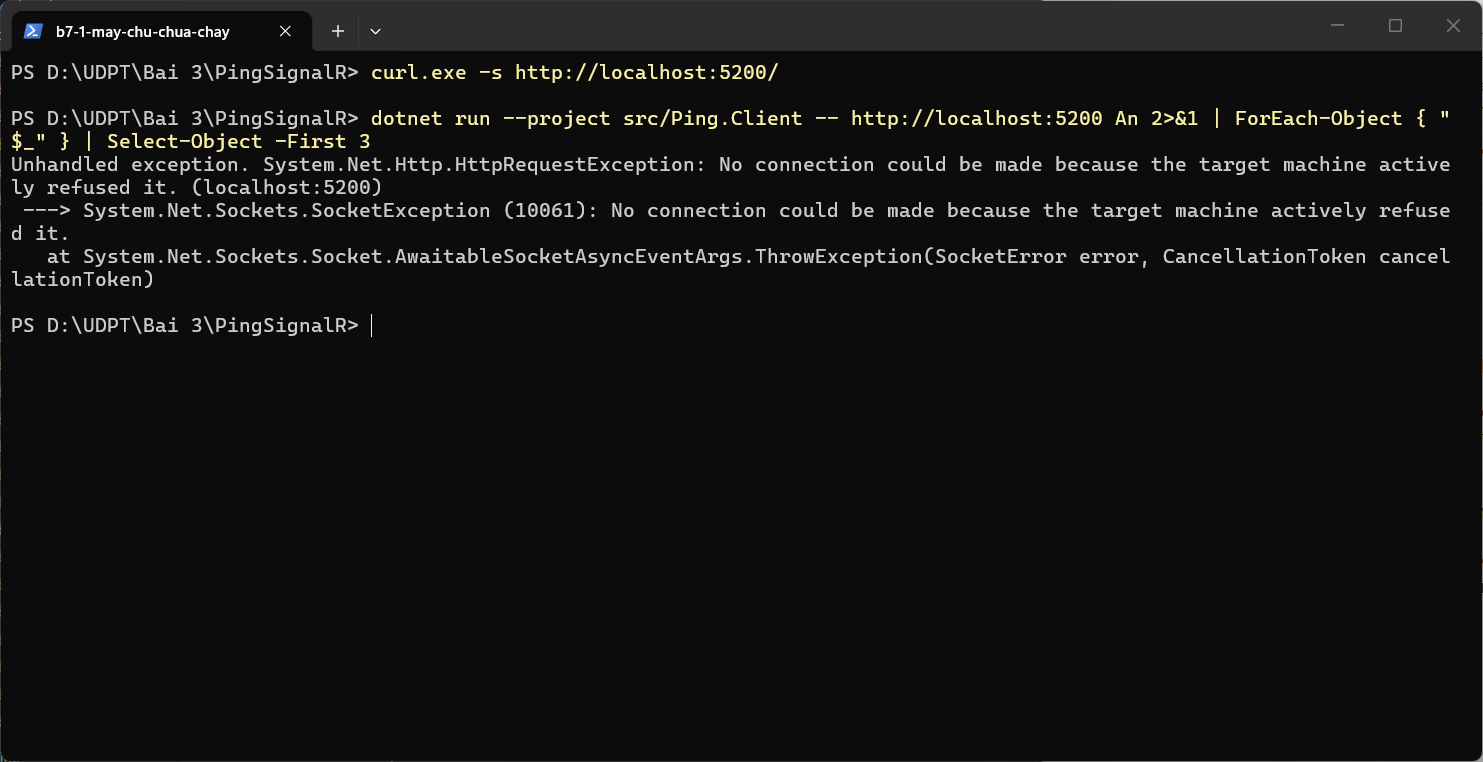 b7-1-may-chu-chua-chay
PS D:\UDPT\Bai 3\PingSignalR> curl.exe -s http://localhost:5200/
PS D:\UDPT\Bai 3\PingSignalR> dotnet run --project src/Ping.Client -- http://localhost:5200 An 2>&1 | ForEach-Object { "
$_" } | Select-Object -First 3
Unhandled exception. System.Net.Http.HttpRequestException: No connection could be made because the target machine active
ly refused it. (localhost:5200)
 ---> System.Net.Sockets.SocketException (10061): No connection could be made because the target machine actively refuse
d it.
   at System.Net.Sockets.Socket.AwaitableSocketAsyncEventArgs.ThrowException(SocketError error, CancellationToken cancel
lationToken)
PS D:\UDPT\Bai 3\PingSignalR>